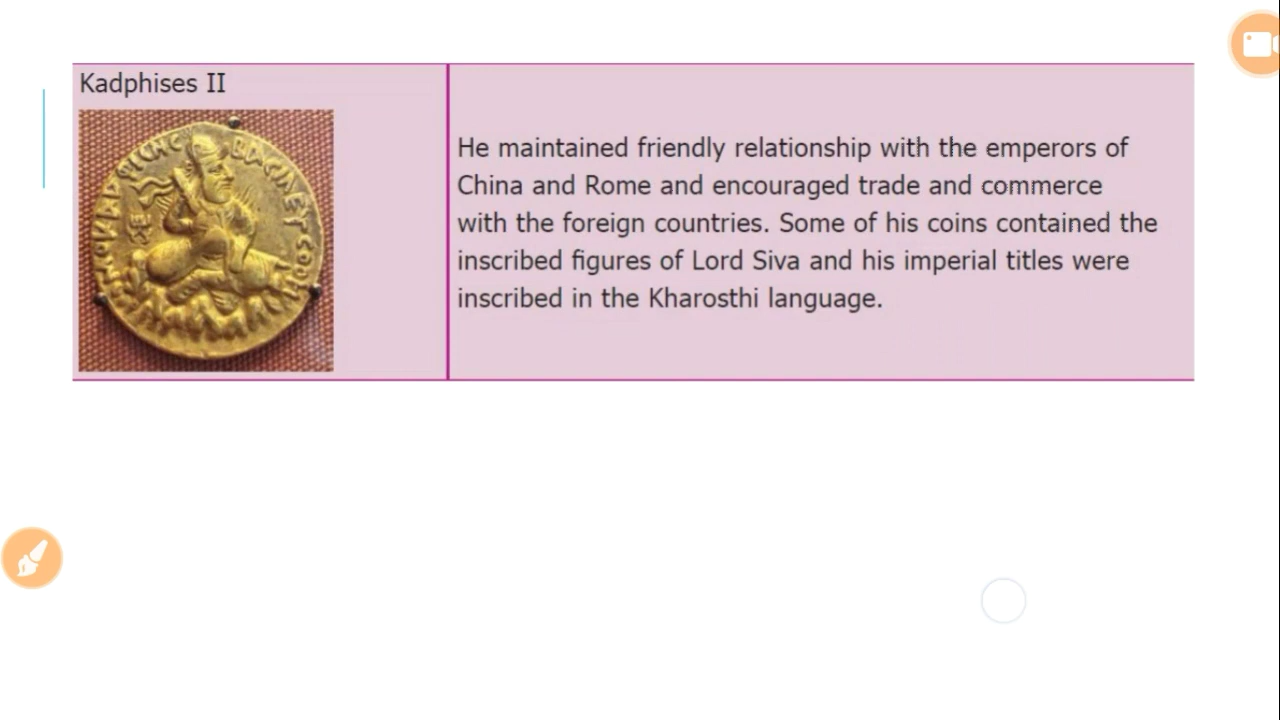 Kadphises II
He maintained friendly relationship with the emperors of
China and Rome and encouraged trade and commerce
with the foreign countries. Some of his coins contained the
inscribed figures of Lord Siva and his imperial titles were
inscribed in the Kharosthi language.